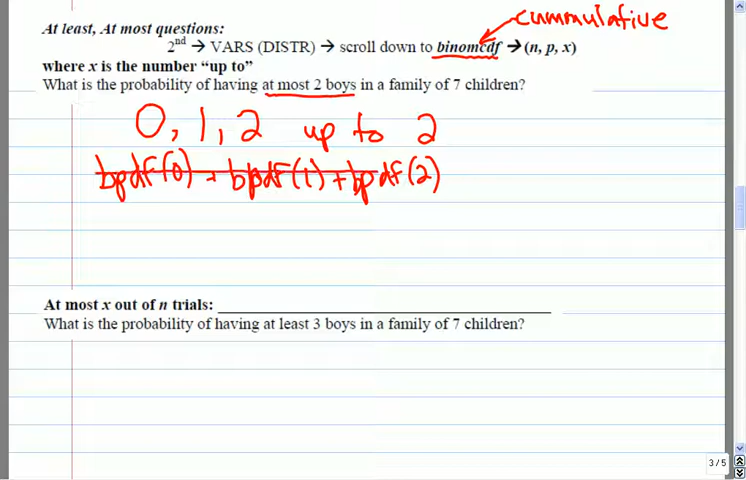 cummulative
At least, At most questions:
2nd → VARS (DISTR) → scroll down to binomcdf → (n, p, x)
where x is the number “up to”
What is the probability of having at most 2 boys in a family of 7 children?
0, 1, 2 up to 2
bpdf(0) + bpdf(1) + bpdf(2)
At most x out of n trials: ____________________
What is the probability of having at least 3 boys in a family of 7 children?
3 / 5